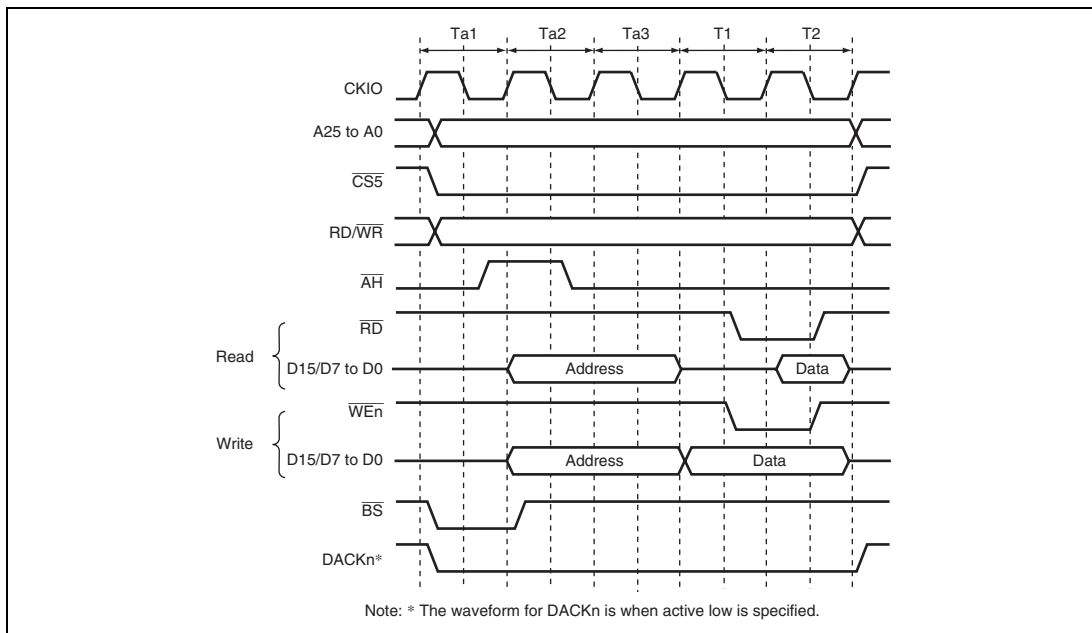 Ta1 Ta2 Ta3 T1 T2
CKIO
A25 to A0
CS5
RD/WR
AH
RD
Read
D15/D7 to D0 Address Data
WEn
Write
D15/D7 to D0 Address Data
BS
DACKn*
Note: * The waveform for DACKn is when active low is specified.